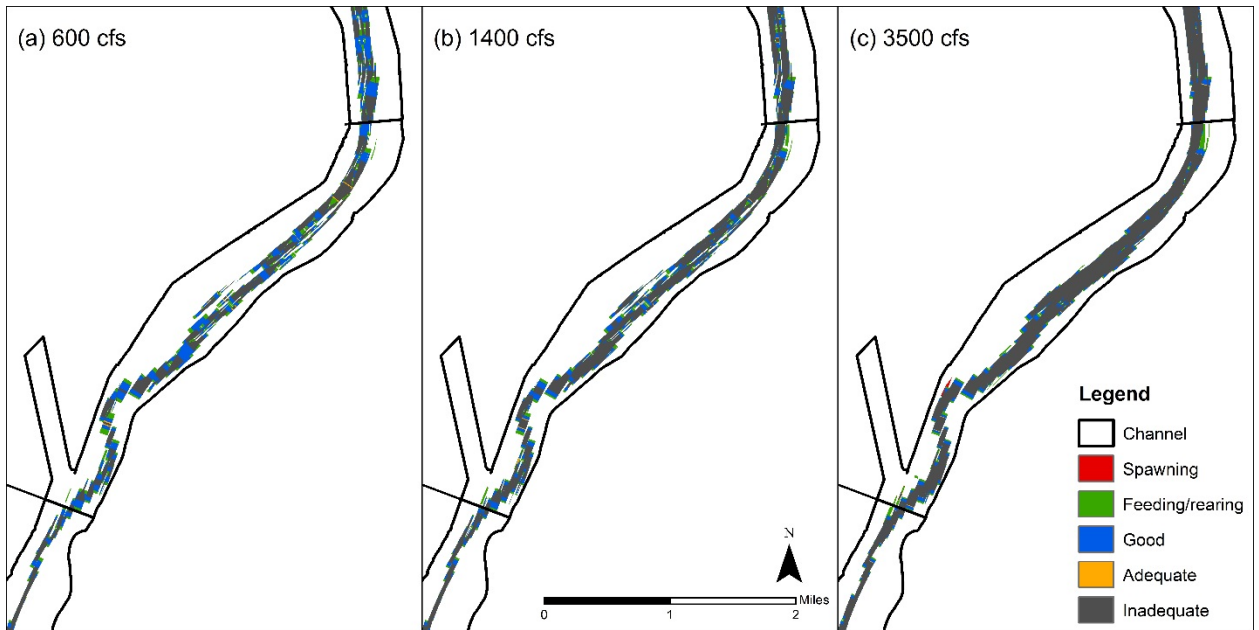 (a) 600 cfs
(b) 1400 cfs
(c) 3500 cfs
Legend
Channel
Spawning
Feeding/rearing
Good
Adequate
Inadequate
N
Miles
0 1 2